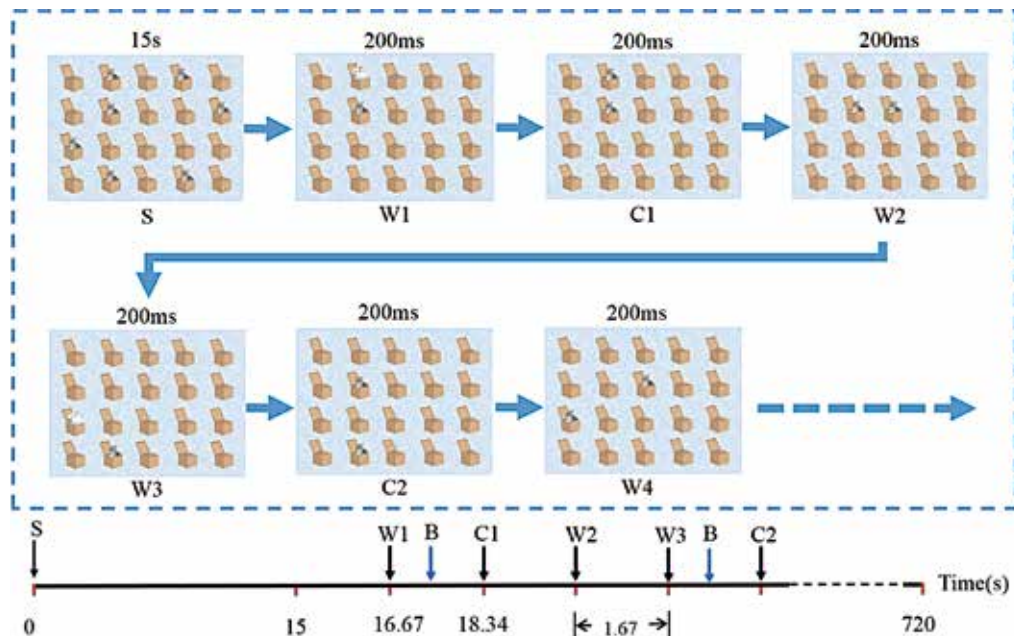 15s 200ms 200ms 200ms
S W1 C1 W2
200ms 200ms 200ms
W3 C2 W4
S W1 B C1 W2 W3 B C2
Time(s)
0 15 16.67 18.34 1.67 720